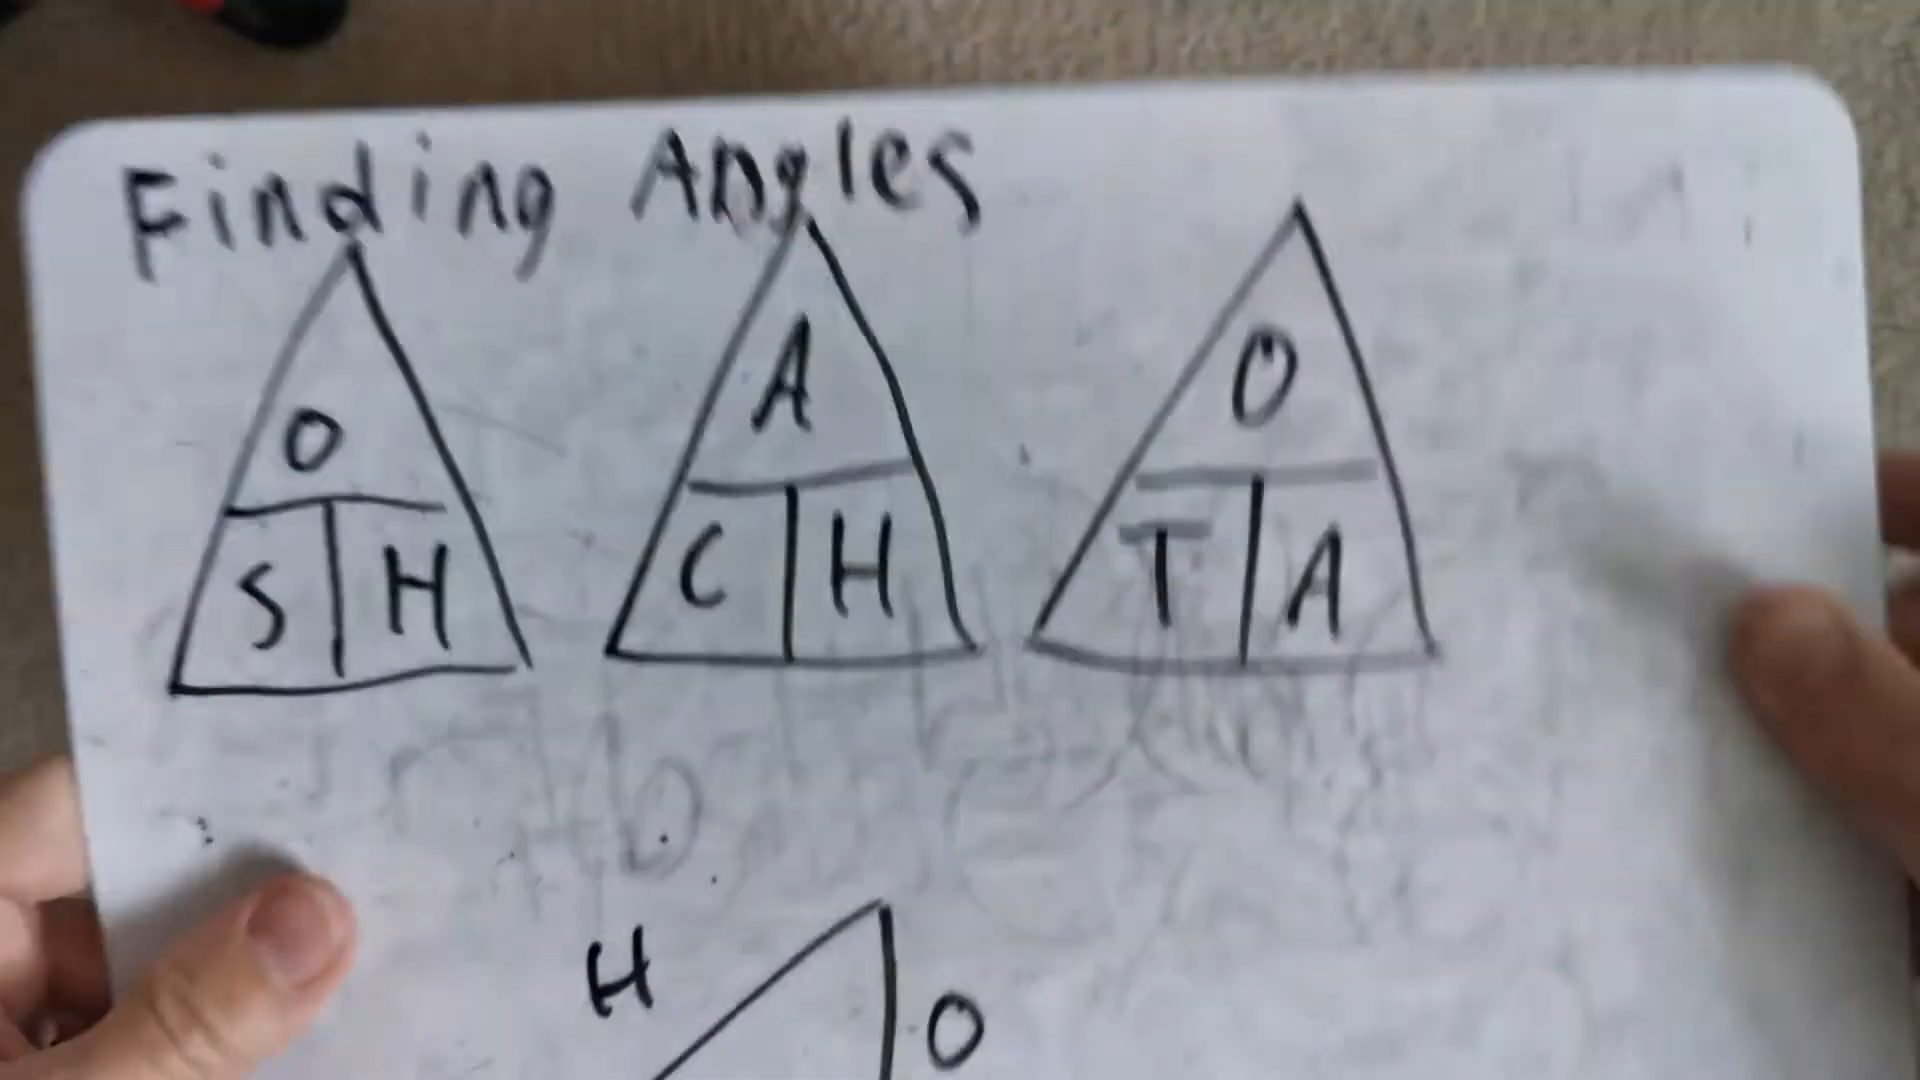 Finding Angles
O A O
S H C H T A
H
O